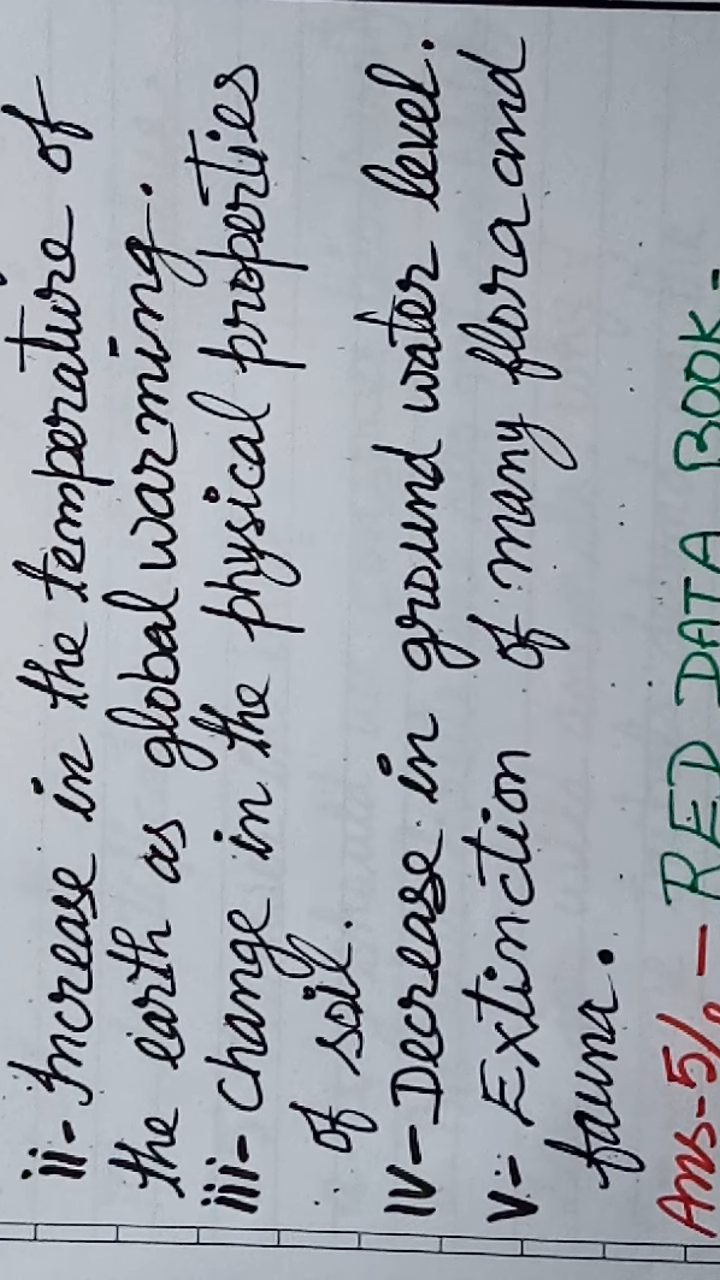 ii- Increase in the temperature of
the earth as global warming.
iii- change in the physical properties
of soil.
iv- Decrease in ground water level.
v- Extinction of many flora and
fauna.
Ans-5/. - RED DATA BOOK-